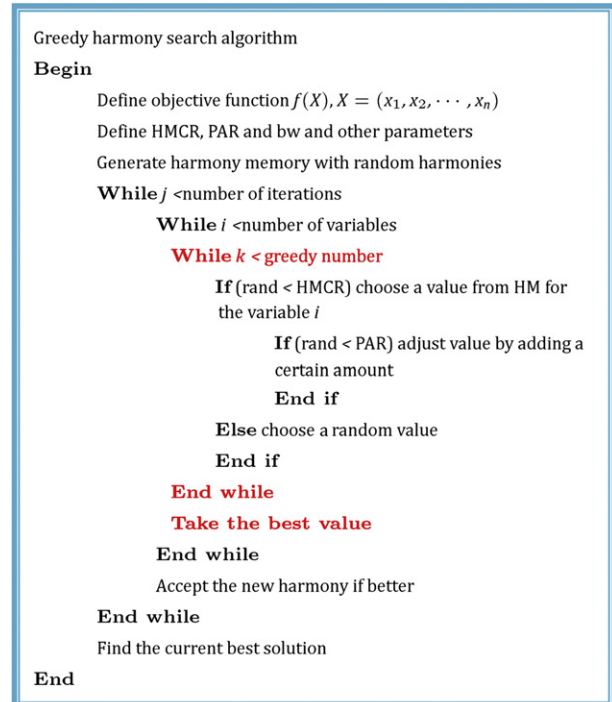 Greedy harmony search algorithm
Begin
Define objective function f(X), X = (x₁, x₂, · · · , xₙ)
Define HMCR, PAR and bw and other parameters
Generate harmony memory with random harmonies
While j <number of iterations
While i <number of variables
While k < greedy number
If (rand < HMCR) choose a value from HM for
the variable i
If (rand < PAR) adjust value by adding a
certain amount
End if
Else choose a random value
End if
End while
Take the best value
End while
Accept the new harmony if better
End while
Find the current best solution
End